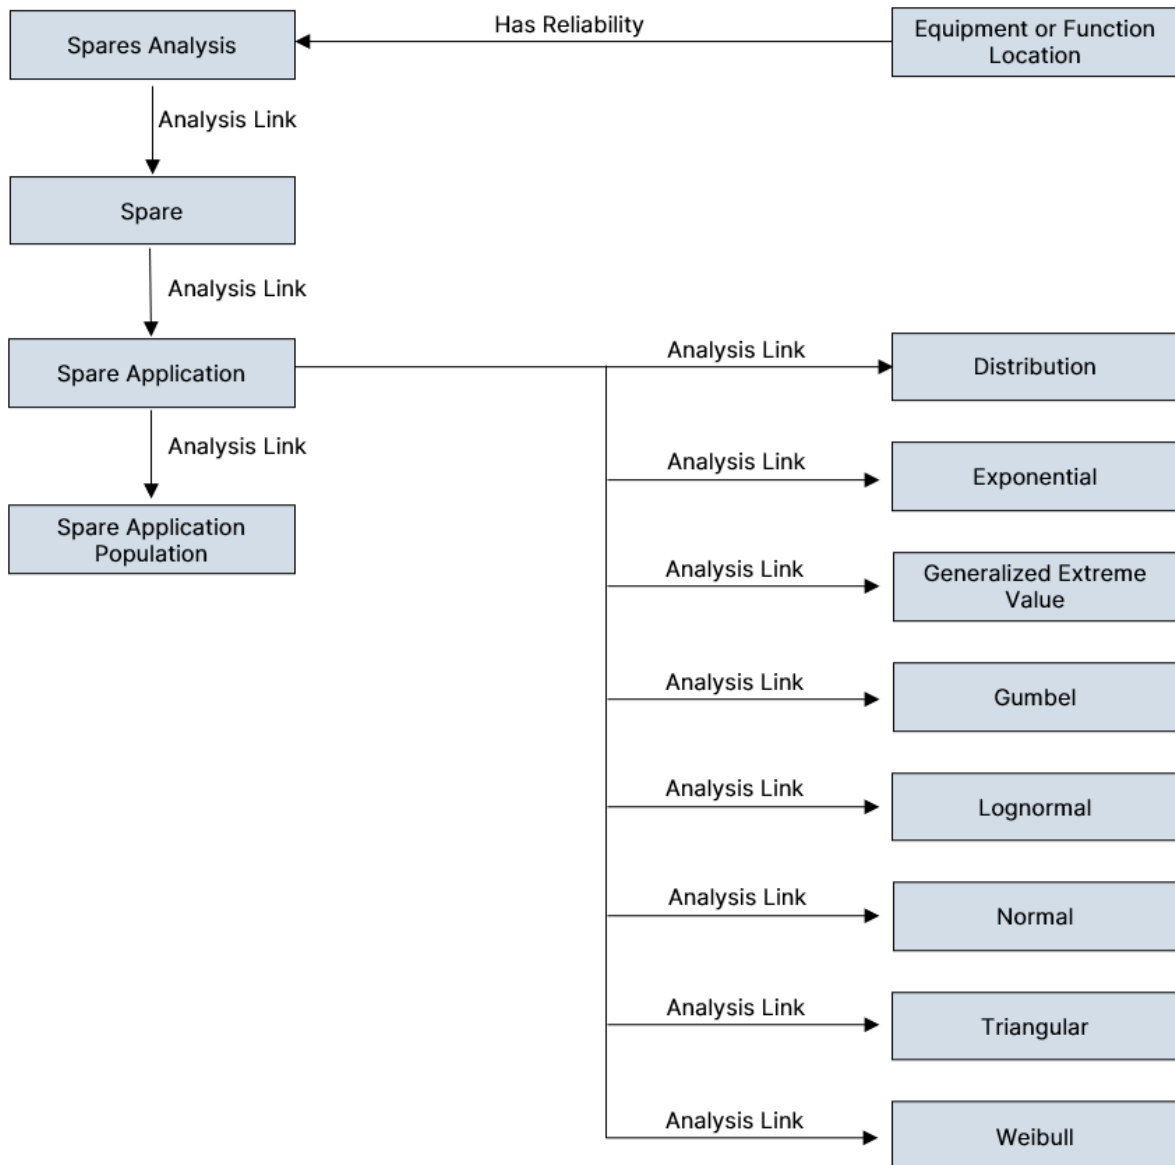 Has Reliability
Spares Analysis
Equipment or Function
Location
Analysis Link
Spare
Analysis Link
Spare Application
Analysis Link
Distribution
Analysis Link
Spare Application
Population
Analysis Link
Exponential
Analysis Link
Generalized Extreme
Value
Analysis Link
Gumbel
Analysis Link
Lognormal
Analysis Link
Normal
Analysis Link
Triangular
Analysis Link
Weibull